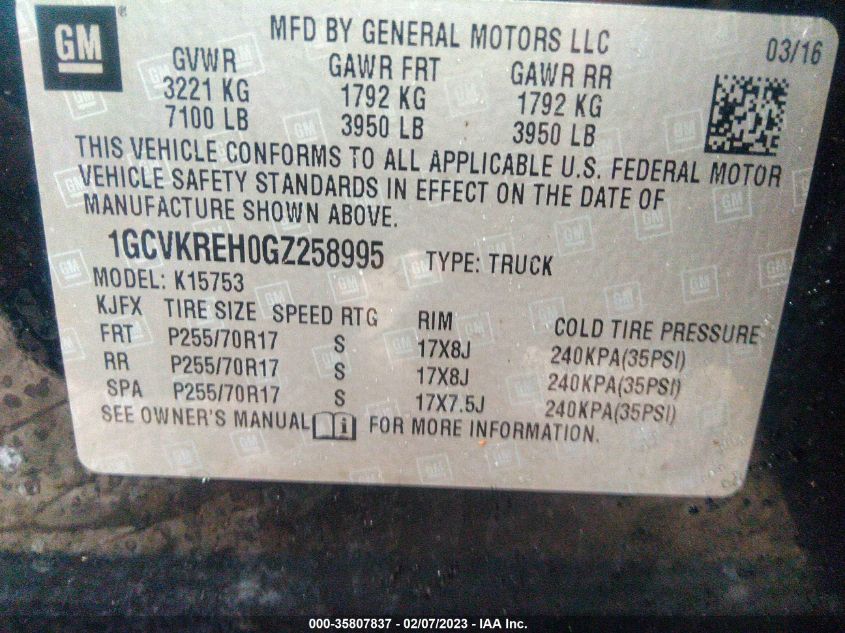 GM
MFD BY GENERAL MOTORS LLC
03/16
GVWR GAWR FRT GAWR RR
3221 KG 1792 KG 1792 KG
7100 LB 3950 LB 3950 LB
THIS VEHICLE CONFORMS TO ALL APPLICABLE U.S. FEDERAL MOTOR
VEHICLE SAFETY STANDARDS IN EFFECT ON THE DATE OF
MANUFACTURE SHOWN ABOVE.
1GCVKREH0GZ258995 TYPE: TRUCK
MODEL: K15753
KJFX TIRE SIZE SPEED RTG RIM COLD TIRE PRESSURE
FRT P255/70R17 S 17X8J 240KPA(35PSI)
RR P255/70R17 S 17X8J 240KPA(35PSI)
SPA P255/70R17 S 17X7.5J 240KPA(35PSI)
SEE OWNER'S MANUAL i FOR MORE INFORMATION.
000-35807837 - 02/07/2023 - IAA Inc.